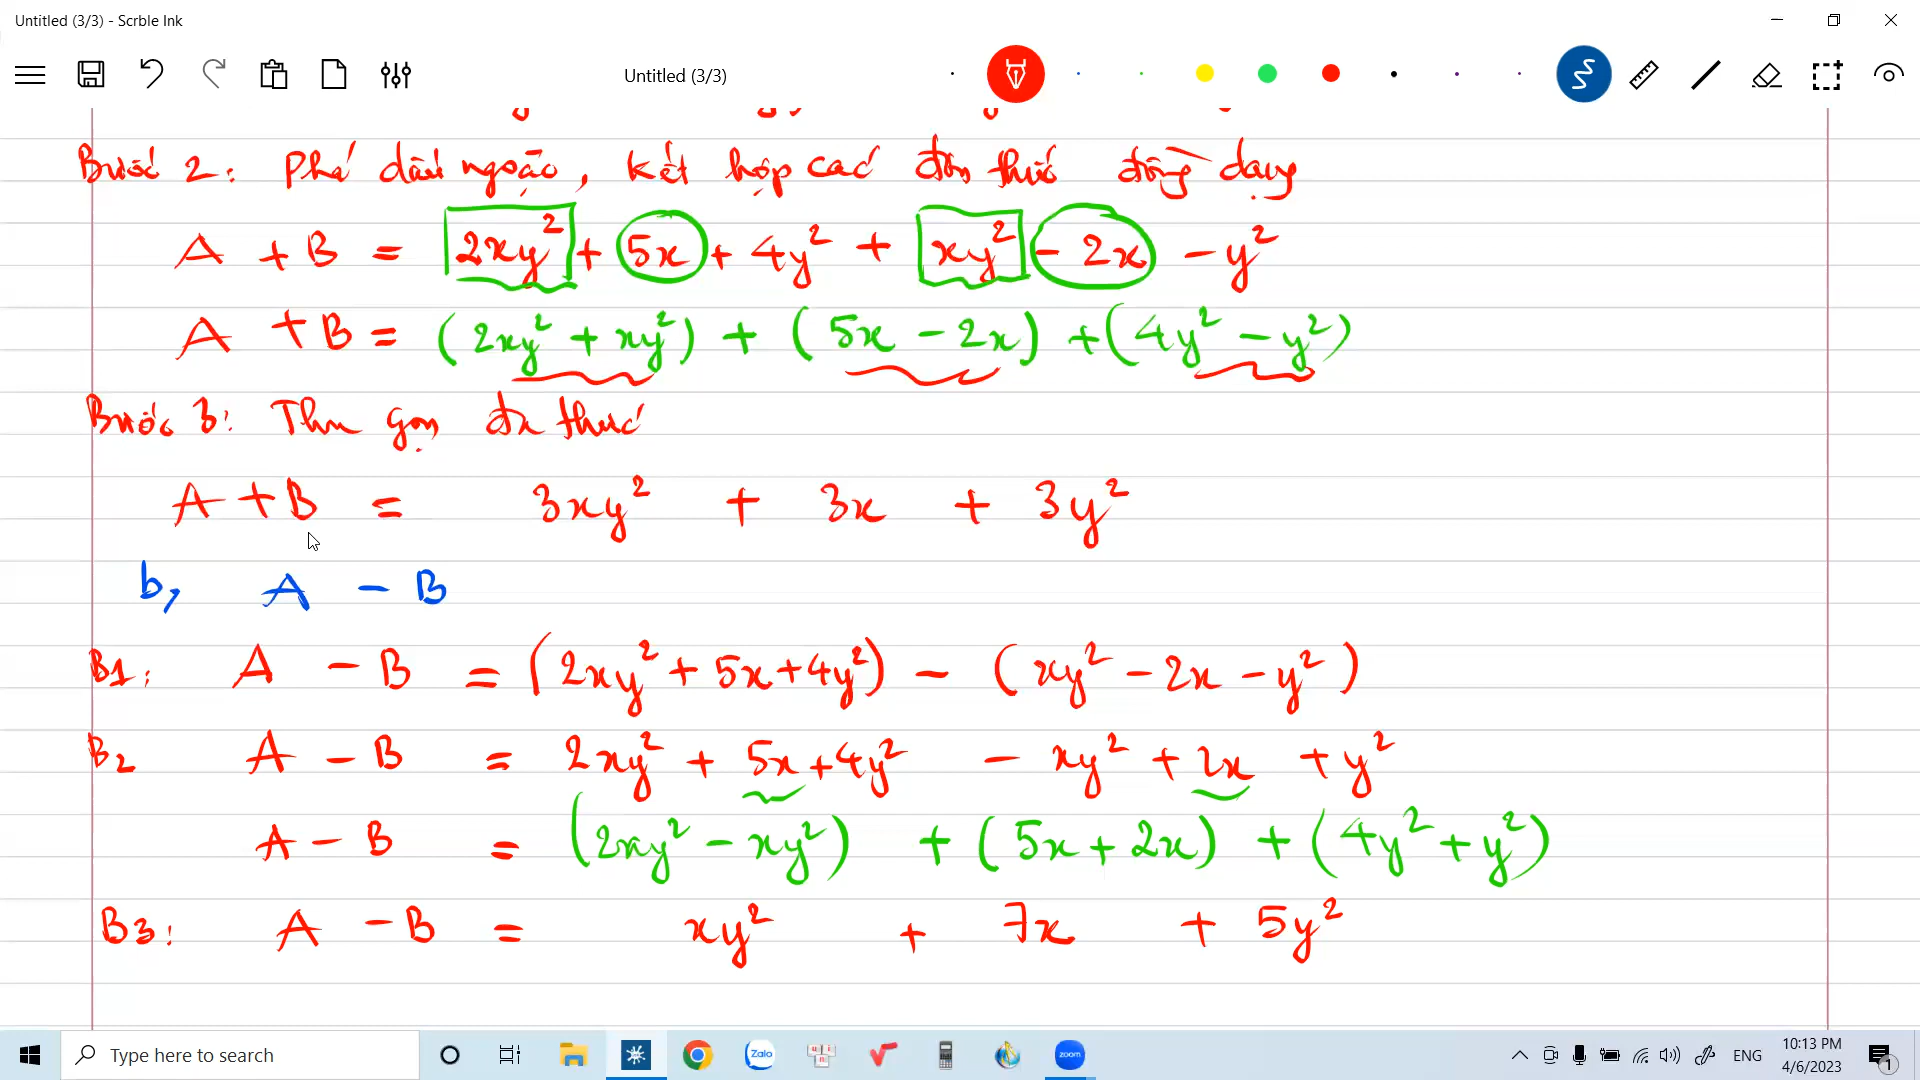 Untitled (3/3) - Scrble Ink
Untitled (3/3)
Bước 2: Phá dấu ngoặc, kết hợp các đơn thức đồng dạng
A + B = 2xy² + 5x + 4y² + xy² - 2x - y²
A + B = (2xy² + xy²) + (5x - 2x) + (4y² - y²)
Bước 3: Thu gọn đa thức
A + B = 3xy² + 3x + 3y²
b, A - B
B1: A - B = (2xy² + 5x + 4y²) - (xy² - 2x - y²)
B2 A - B = 2xy² + 5x + 4y² - xy² + 2x + y²
A - B = (2xy² - xy²) + (5x + 2x) + (4y² + y²)
B3: A - B = xy² + 7x + 5y²
Type here to search
Zalo
zoom
ENG
10:13 PM
4/6/2023
1